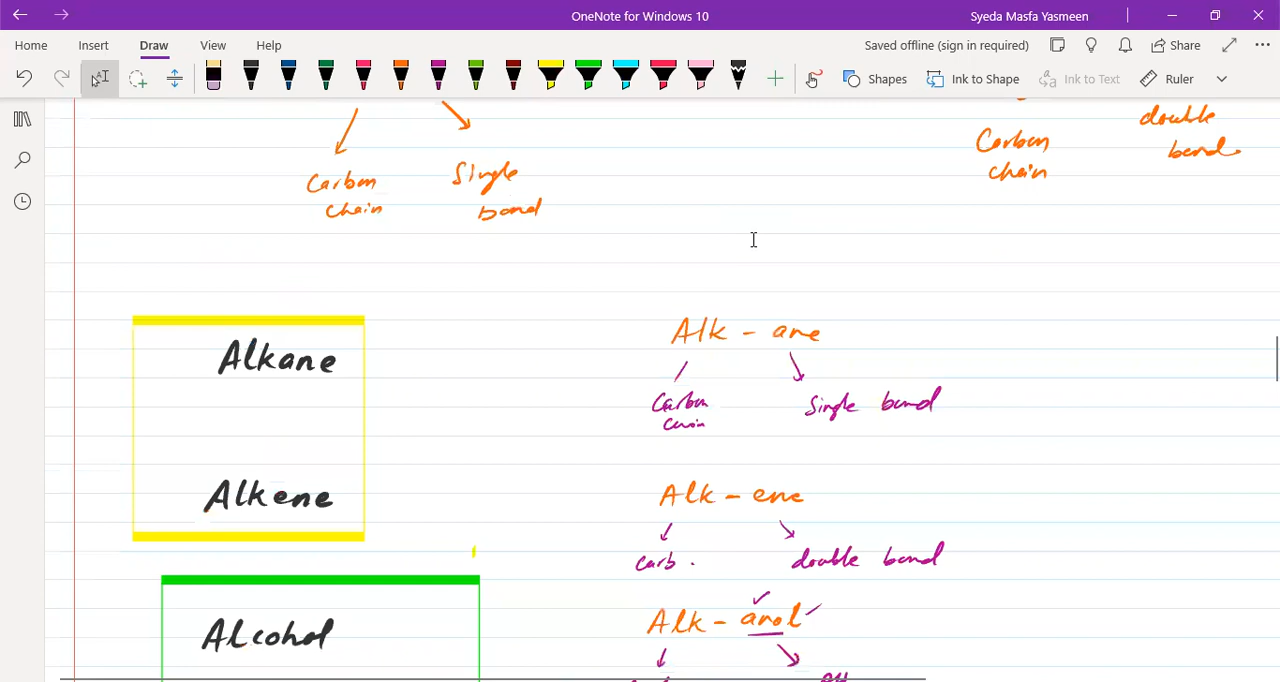 OneNote for Windows 10
Syeda Masfa Yasmeen
Home Insert Draw View Help
Saved offline (sign in required)
Share
Shapes
Ink to Shape
Ink to Text
Ruler
Carbon
chain
Single
bond
Carbon
chain
double
bond
Alkane
Alk - ane
Carbon
chain
Single bond
Alkene
Alk - ene
Carb.
double bond
Alcohol
Alk - anol